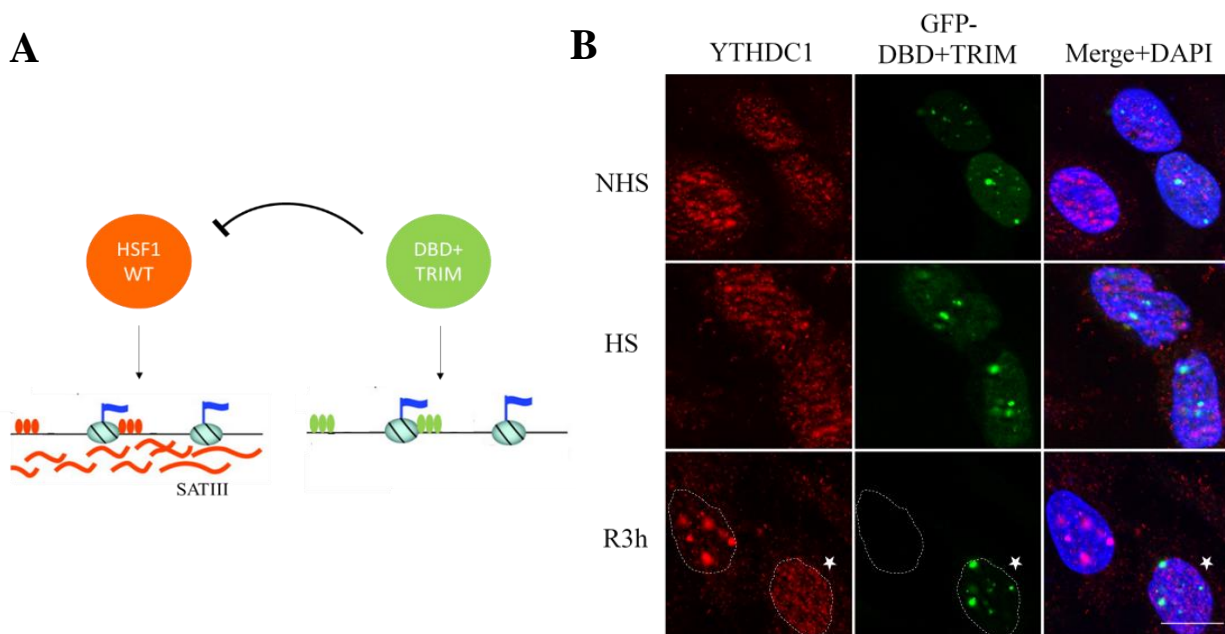 A
HSF1
WT
DBD+
TRIM
SATIII
B
YTHDC1
GFP-
DBD+TRIM
Merge+DAPI
NHS
HS
R3h